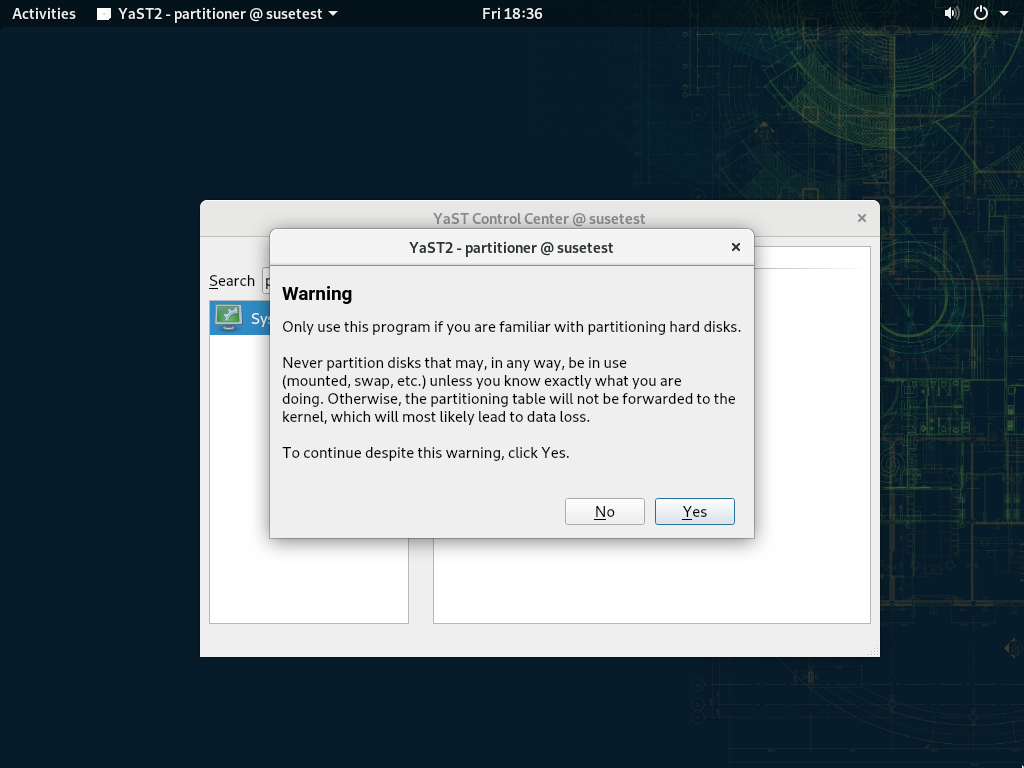 Activities YaST2 - partitioner @ susetest Fri 18:36
YaST Control Center @ susetest
YaST2 - partitioner @ susetest
Search
Warning
Only use this program if you are familiar with partitioning hard disks.
Never partition disks that may, in any way, be in use
(mounted, swap, etc.) unless you know exactly what you are
doing. Otherwise, the partitioning table will not be forwarded to the
kernel, which will most likely lead to data loss.
To continue despite this warning, click Yes.
No Yes